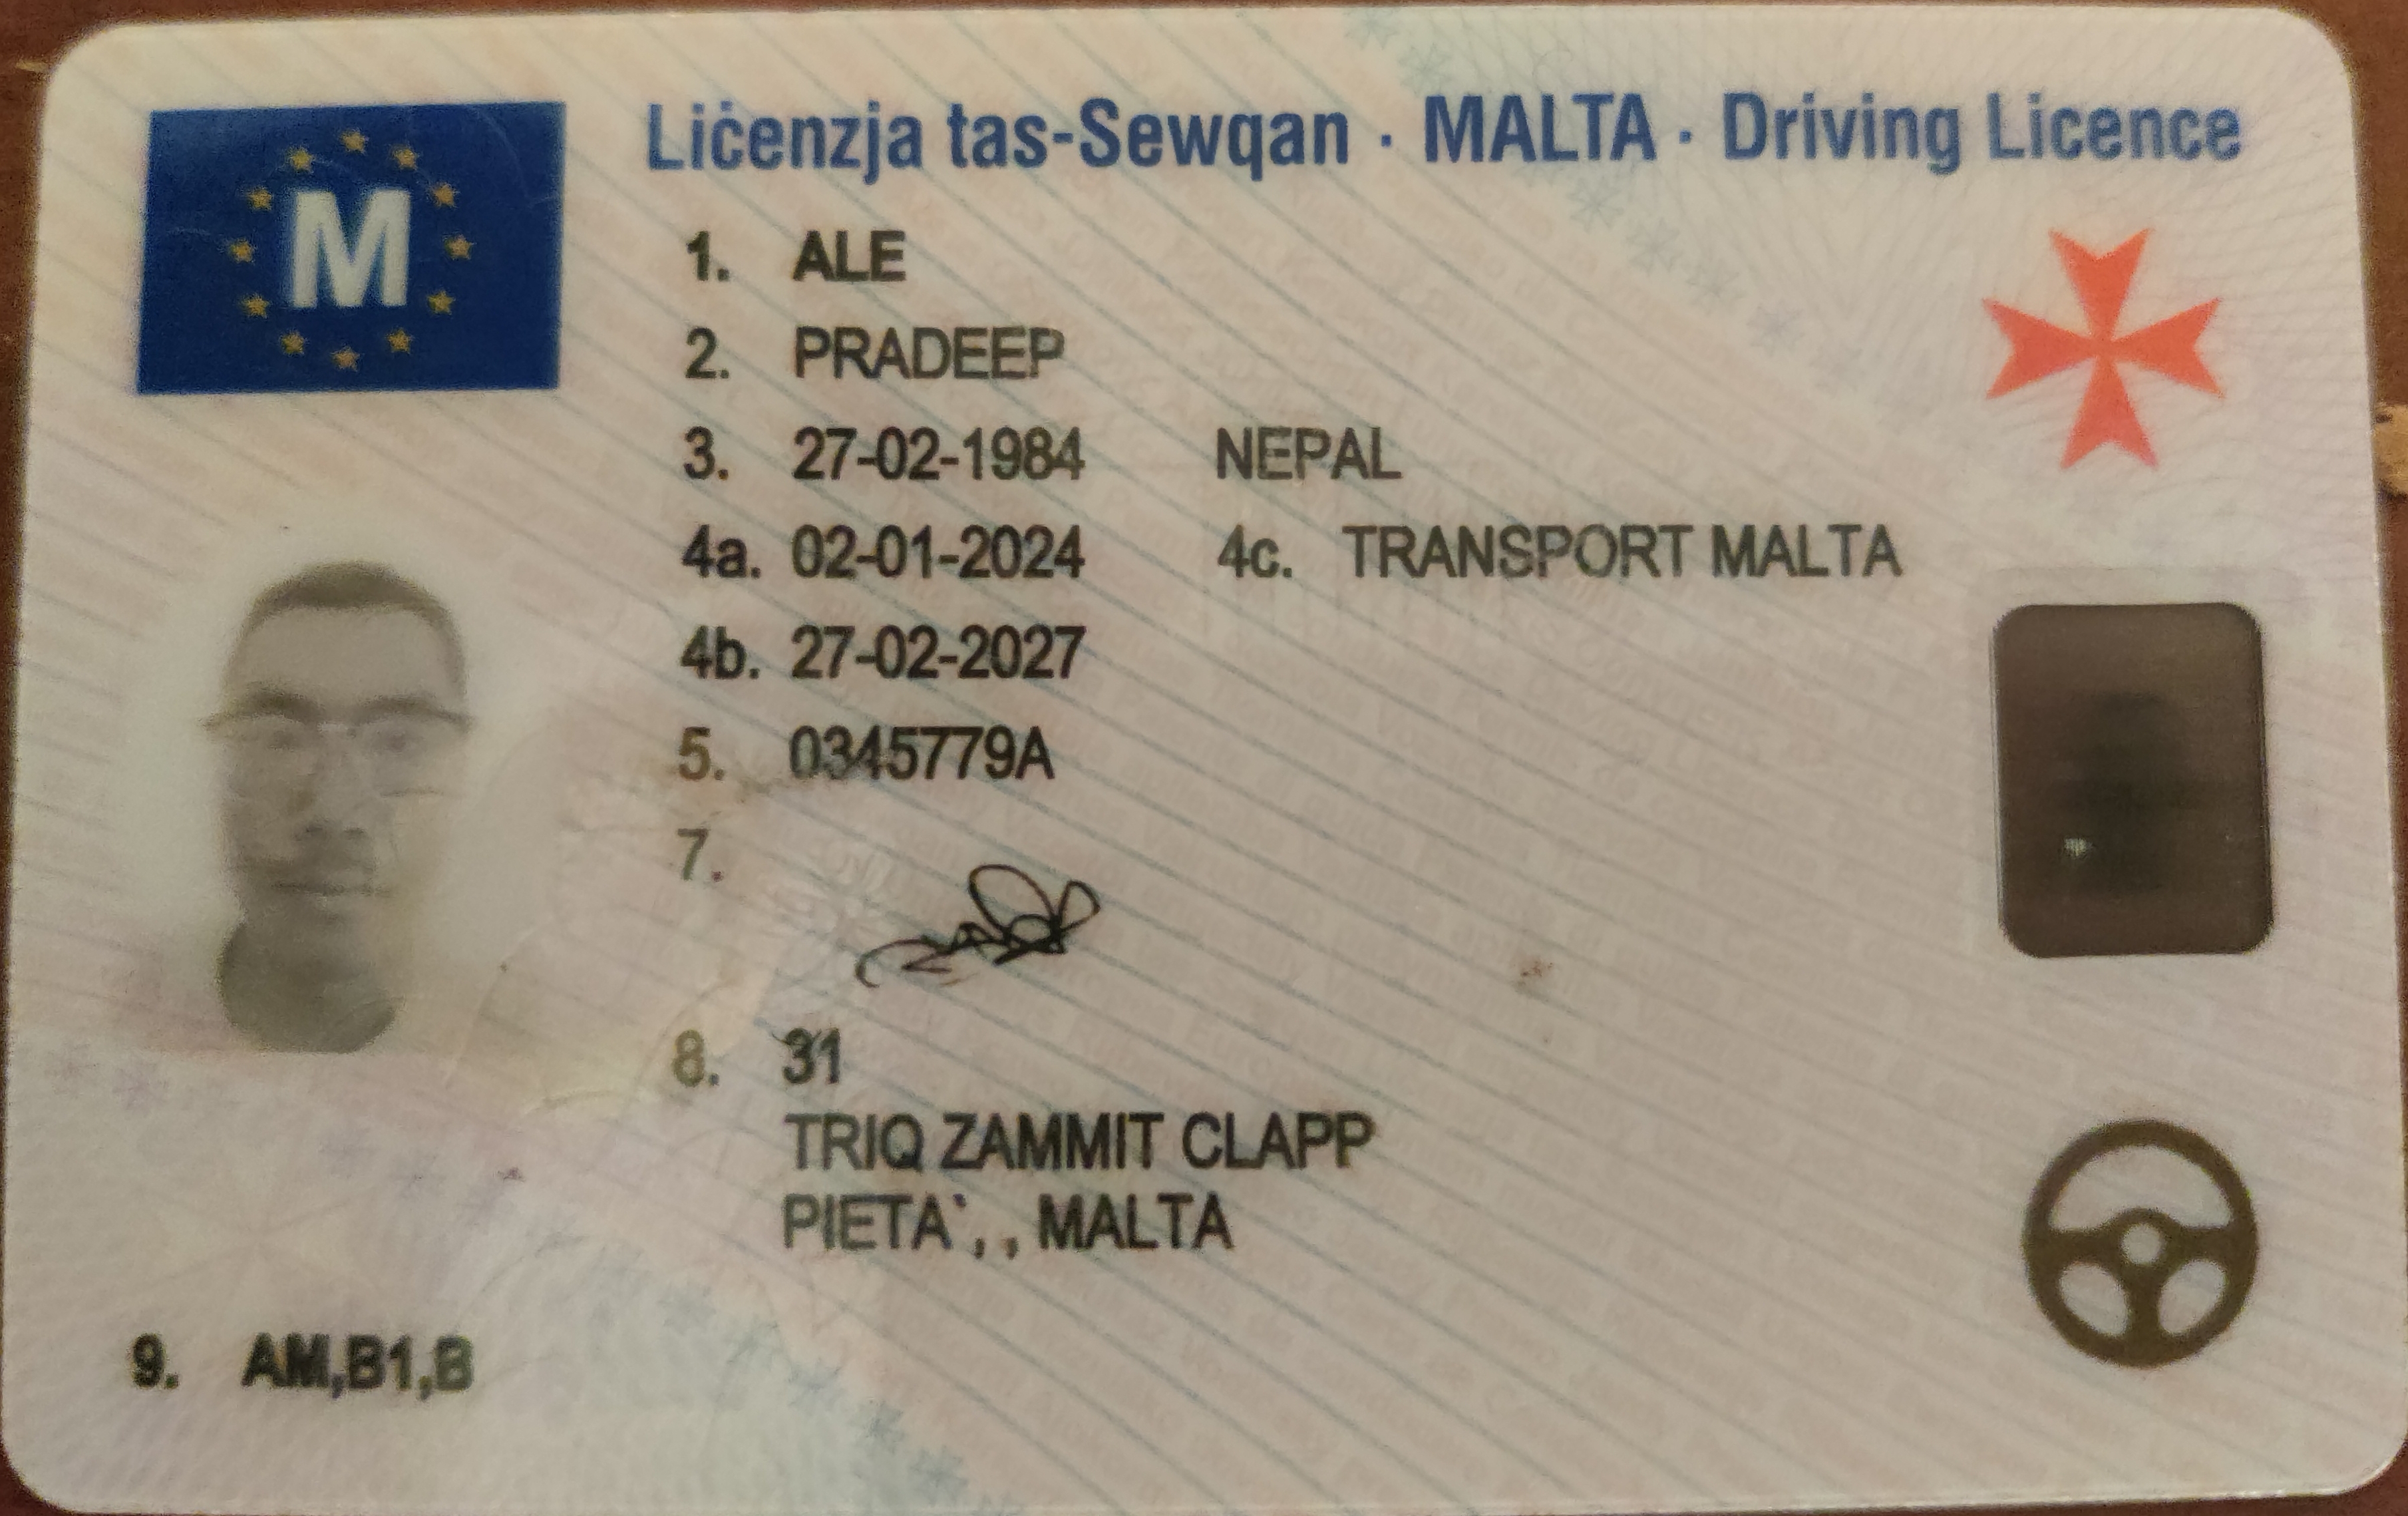 Liċenzja tas-Sewqan · MALTA · Driving Licence
M
1. ALE
2. PRADEEP
3. 27-02-1984 NEPAL
4a. 02-01-2024 4c. TRANSPORT MALTA
4b. 27-02-2027
5. 0345779A
7.
8. 31
TRIQ ZAMMIT CLAPP
PIETA`, , MALTA
9. AM,B1,B